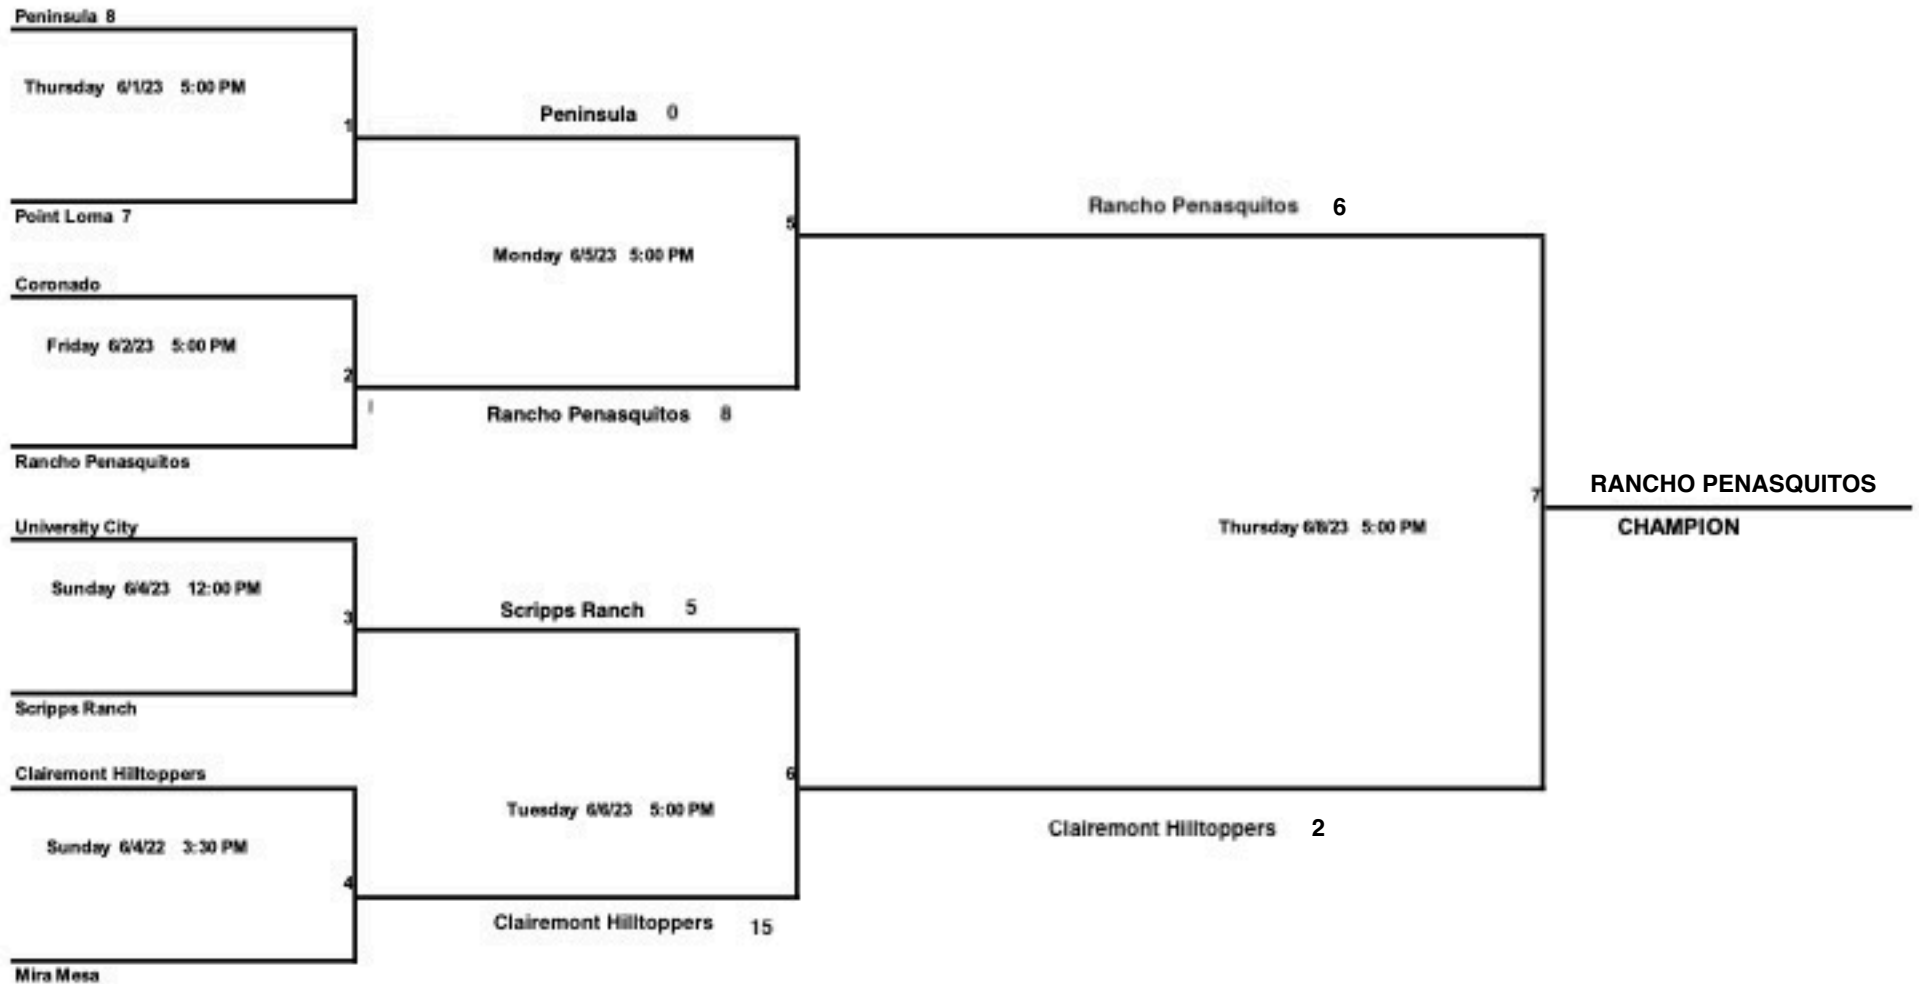 Peninsula 8
Thursday 6/1/23 5:00 PM
1
Point Loma 7
Peninsula 0
Monday 6/5/23 5:00 PM
5
Coronado
Friday 6/2/23 5:00 PM
2
Rancho Penasquitos
Rancho Penasquitos 8
Rancho Penasquitos 6
University City
Sunday 6/4/23 12:00 PM
3
Scripps Ranch
Scripps Ranch 5
Tuesday 6/6/23 5:00 PM
6
Clairemont Hilltoppers
Sunday 6/4/22 3:30 PM
4
Mira Mesa
Clairemont Hilltoppers 15
Clairemont Hilltoppers 2
Thursday 6/8/23 5:00 PM
7
RANCHO PENASQUITOS
CHAMPION